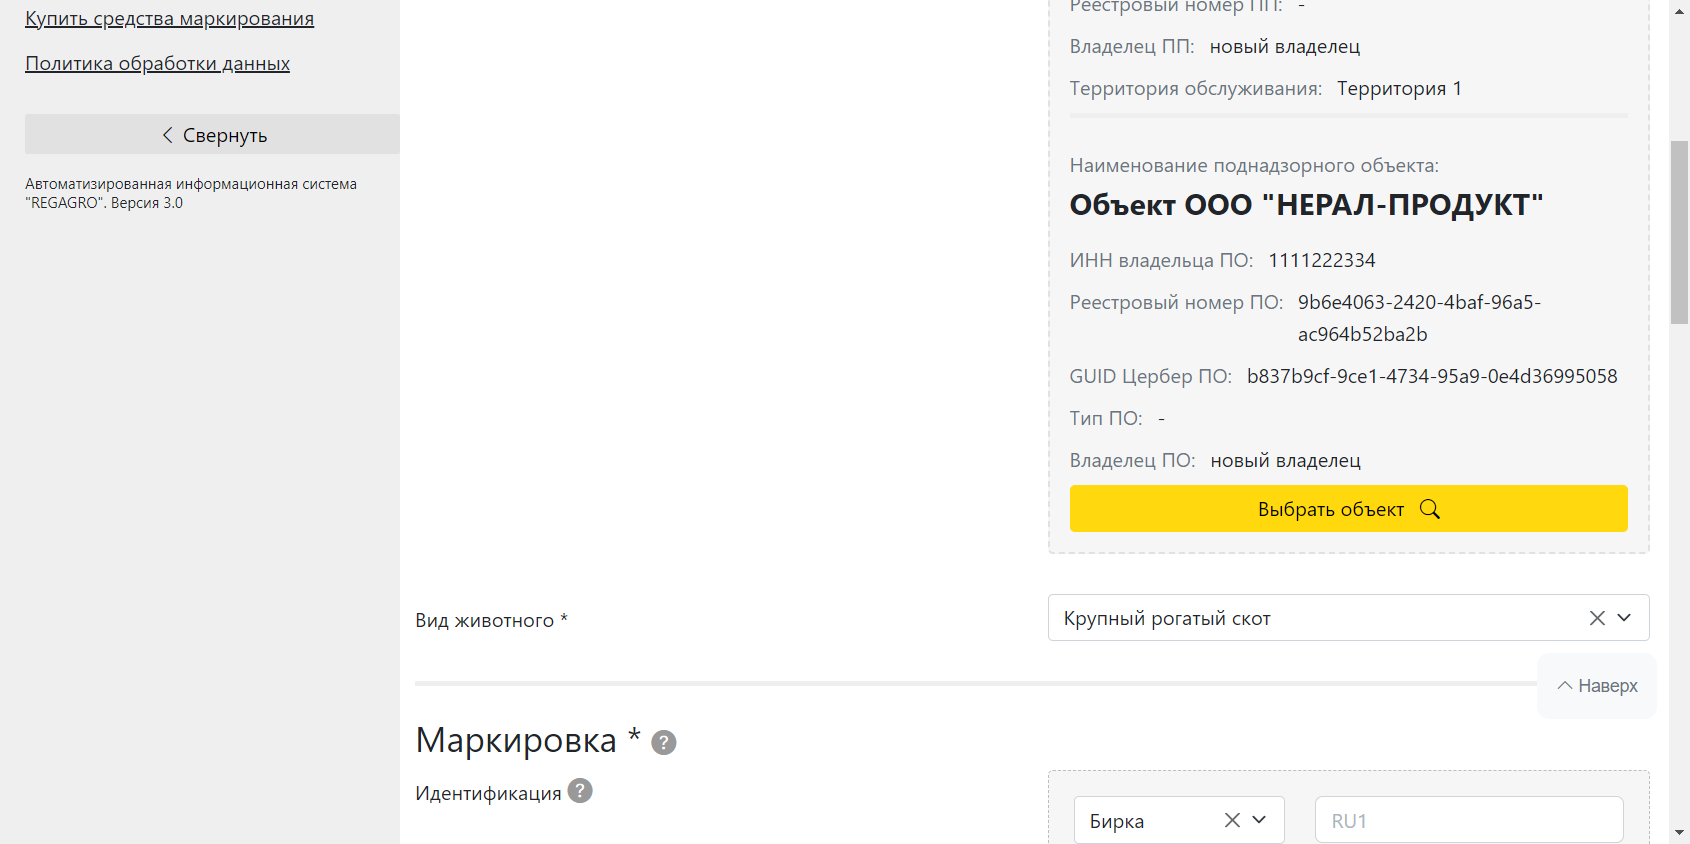 Купить средства маркирования
Политика обработки данных
Свернуть
Автоматизированная информационная система
"REGAGRO". Версия 3.0
Реестровый номер ПП: -
Владелец ПП: новый владелец
Территория обслуживания: Территория 1
Наименование поднадзорного объекта:
Объект ООО "НЕРАЛ-ПРОДУКТ"
ИНН владельца ПО: 1111222334
Реестровый номер ПО: 9b6e4063-2420-4baf-96a5-
ac964b52ba2b
GUID Цербер ПО: b837b9cf-9ce1-4734-95a9-0e4d36995058
Тип ПО: -
Владелец ПО: новый владелец
Выбрать объект
Вид животного * Крупный рогатый скот
Наверх
Маркировка * ?
Идентификация ?
Бирка RU1